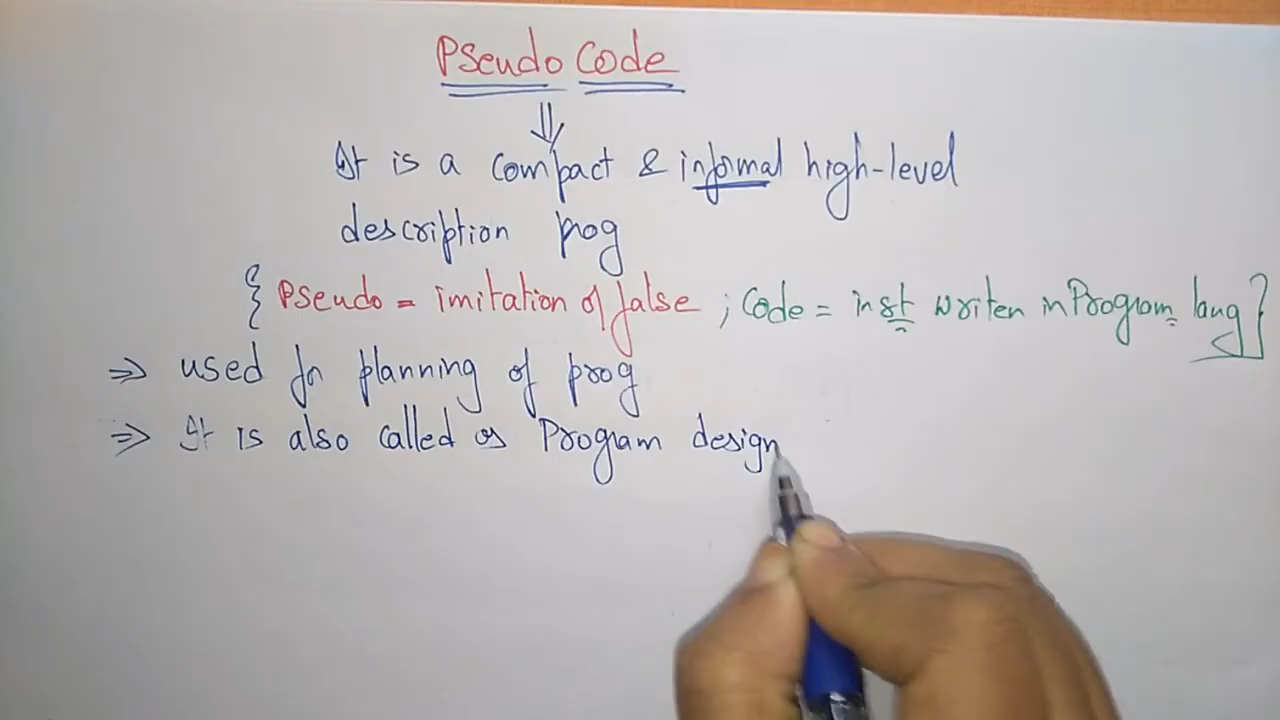 Pseudo Code
It is a compact & informal high-level
description prog
{ Pseudo = imitation of false ; Code = inst writen in Program lang }
⇒ used for planning of prog
⇒ It is also called as Program design